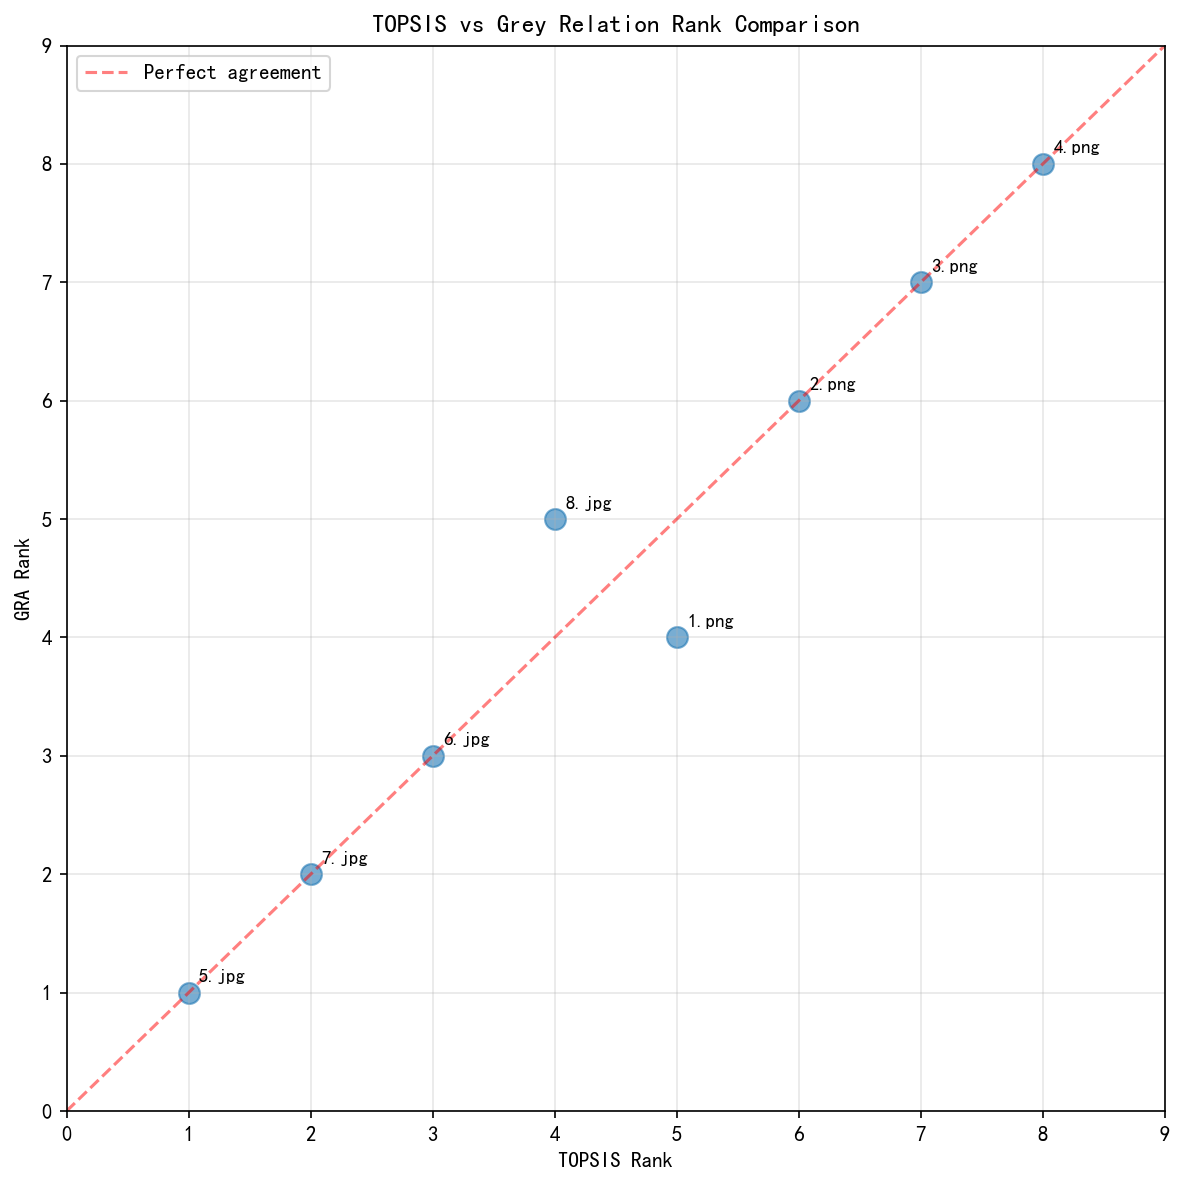 TOPSIS vs Grey Relation Rank Comparison
Perfect agreement
9
8
7
6
5
4
3
2
1
0
GRA Rank
4.png
3.png
2.png
8.jpg
1.png
6.jpg
7.jpg
5.jpg
0 1 2 3 4 5 6 7 8 9
TOPSIS Rank